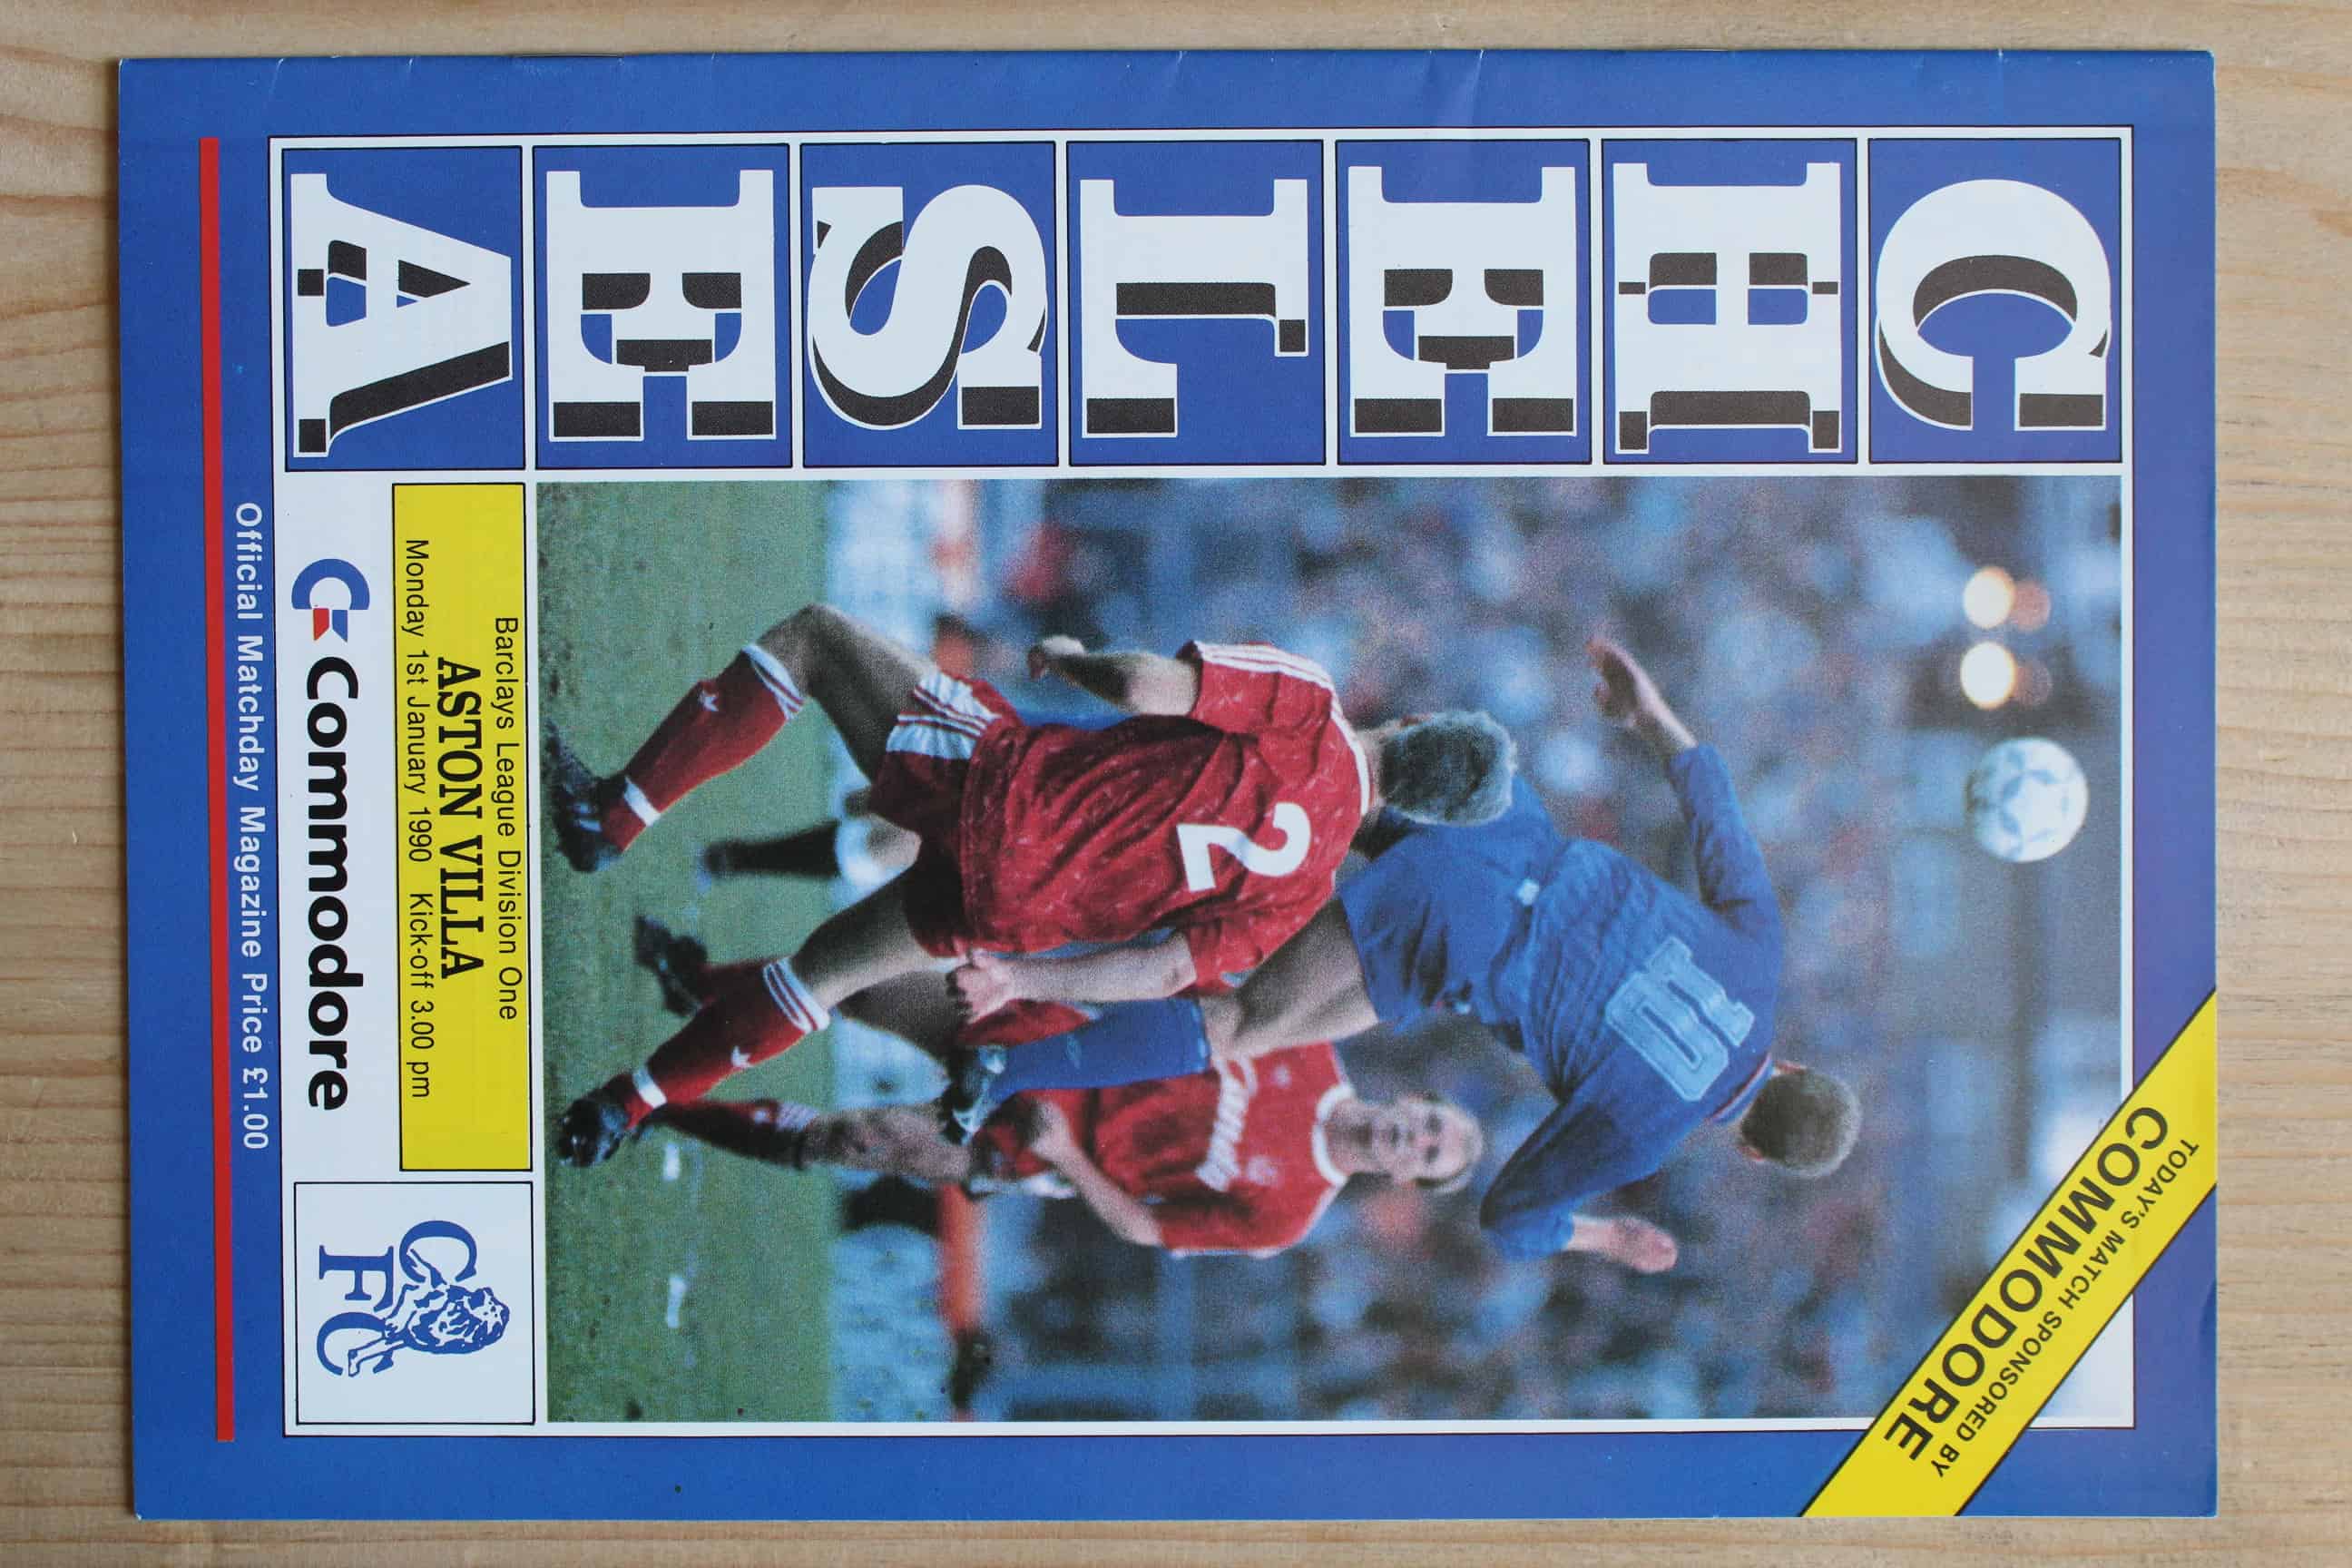 CHELSEA
TODAY'S MATCH SPONSORED BY
COMMODORE
10
2
Candy
Barclays League Division One
ASTON VILLA
Monday 1st January 1990 Kick-off 3.00 pm
Commodore
CFC
Official Matchday Magazine Price £1.00